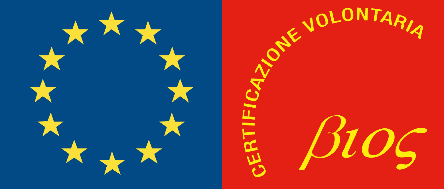 CERTIFICAZIONE VOLONTARIA
βιος